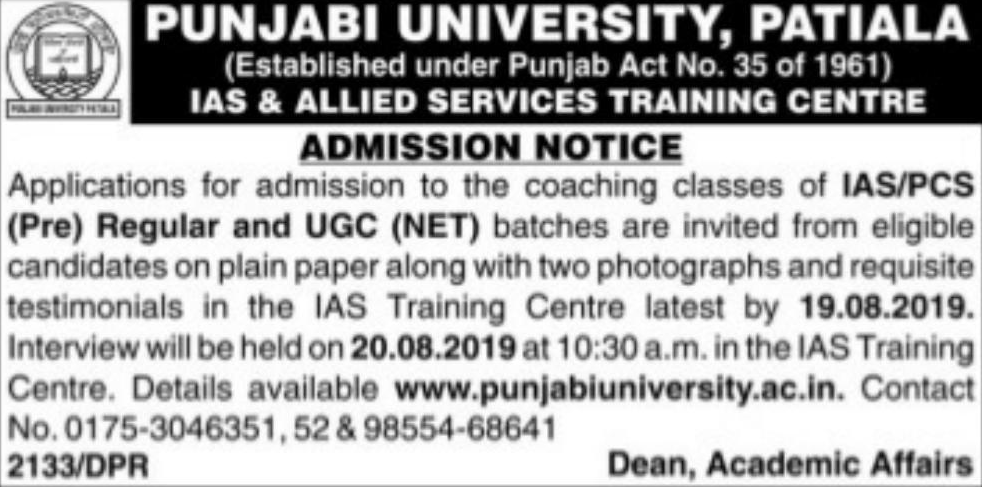 PUNJABI UNIVERSITY, PATIALA
(Established under Punjab Act No. 35 of 1961)
IAS & ALLIED SERVICES TRAINING CENTRE
PUNJABI UNIVERSITY PATIALA
ADMISSION NOTICE
Applications for admission to the coaching classes of IAS/PCS
(Pre) Regular and UGC (NET) batches are invited from eligible
candidates on plain paper along with two photographs and requisite
testimonials in the IAS Training Centre latest by 19.08.2019.
Interview will be held on 20.08.2019 at 10:30 a.m. in the IAS Training
Centre. Details available www.punjabiuniversity.ac.in. Contact
No. 0175-3046351, 52 & 98554-68641
2133/DPR
Dean, Academic Affairs